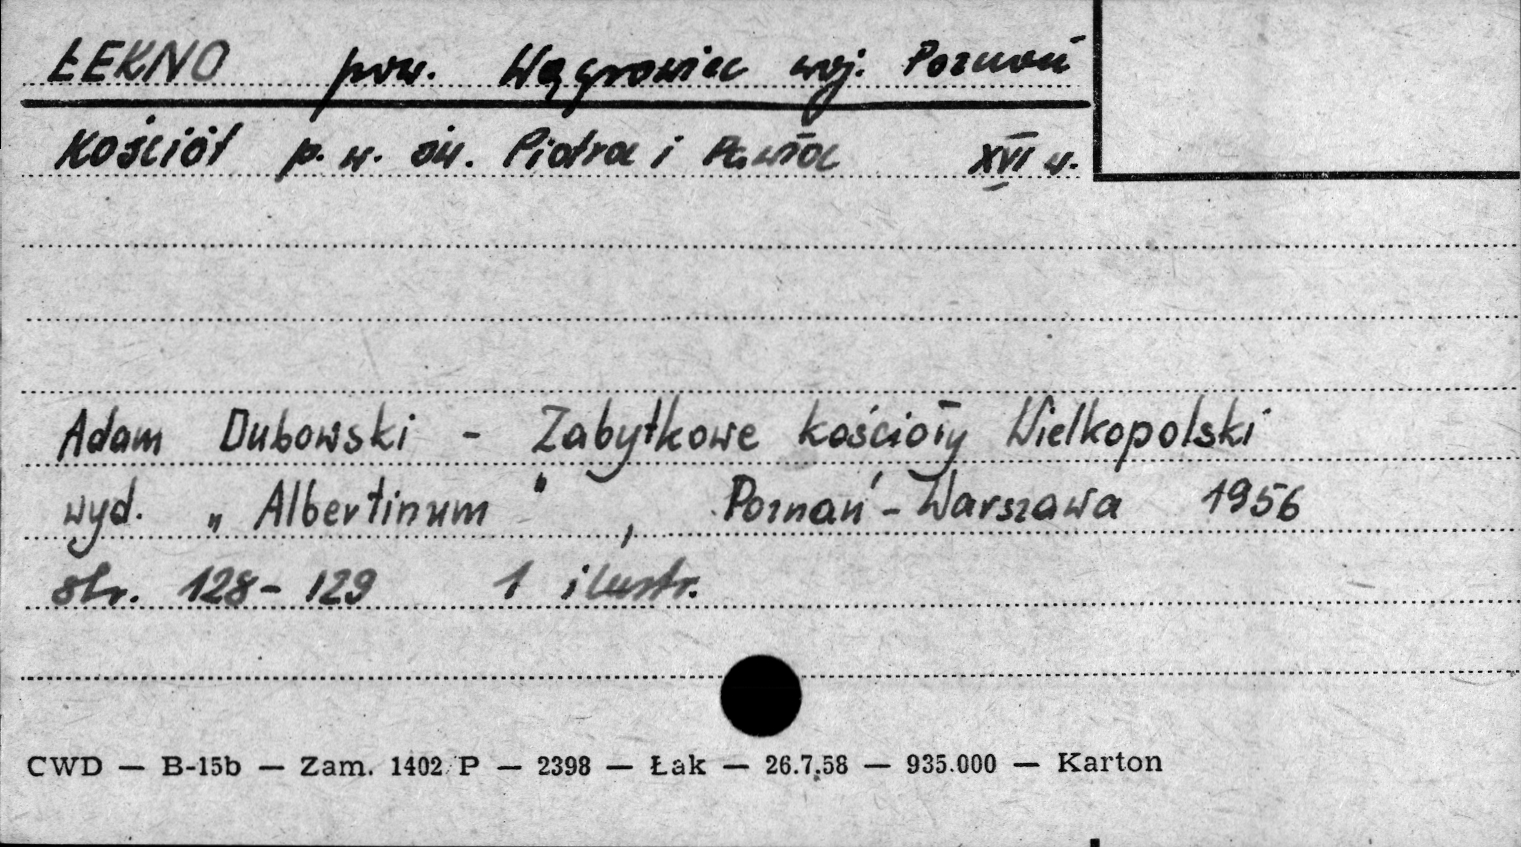 ŁEKNO pow. Wągrowiec woj. Poznań
Kościół p. w. św. Piotra i Pawła XVI w.
Adam Dubowski - Zabytkowe kościoły Wielkopolski
wyd. „Albertinum”, Poznań - Warszawa 1956
str. 128-129 1 ilustr.
CWD — B-15b — Zam. 1402/P — 2398 — Łak — 26.7.58 — 935.000 — Karton